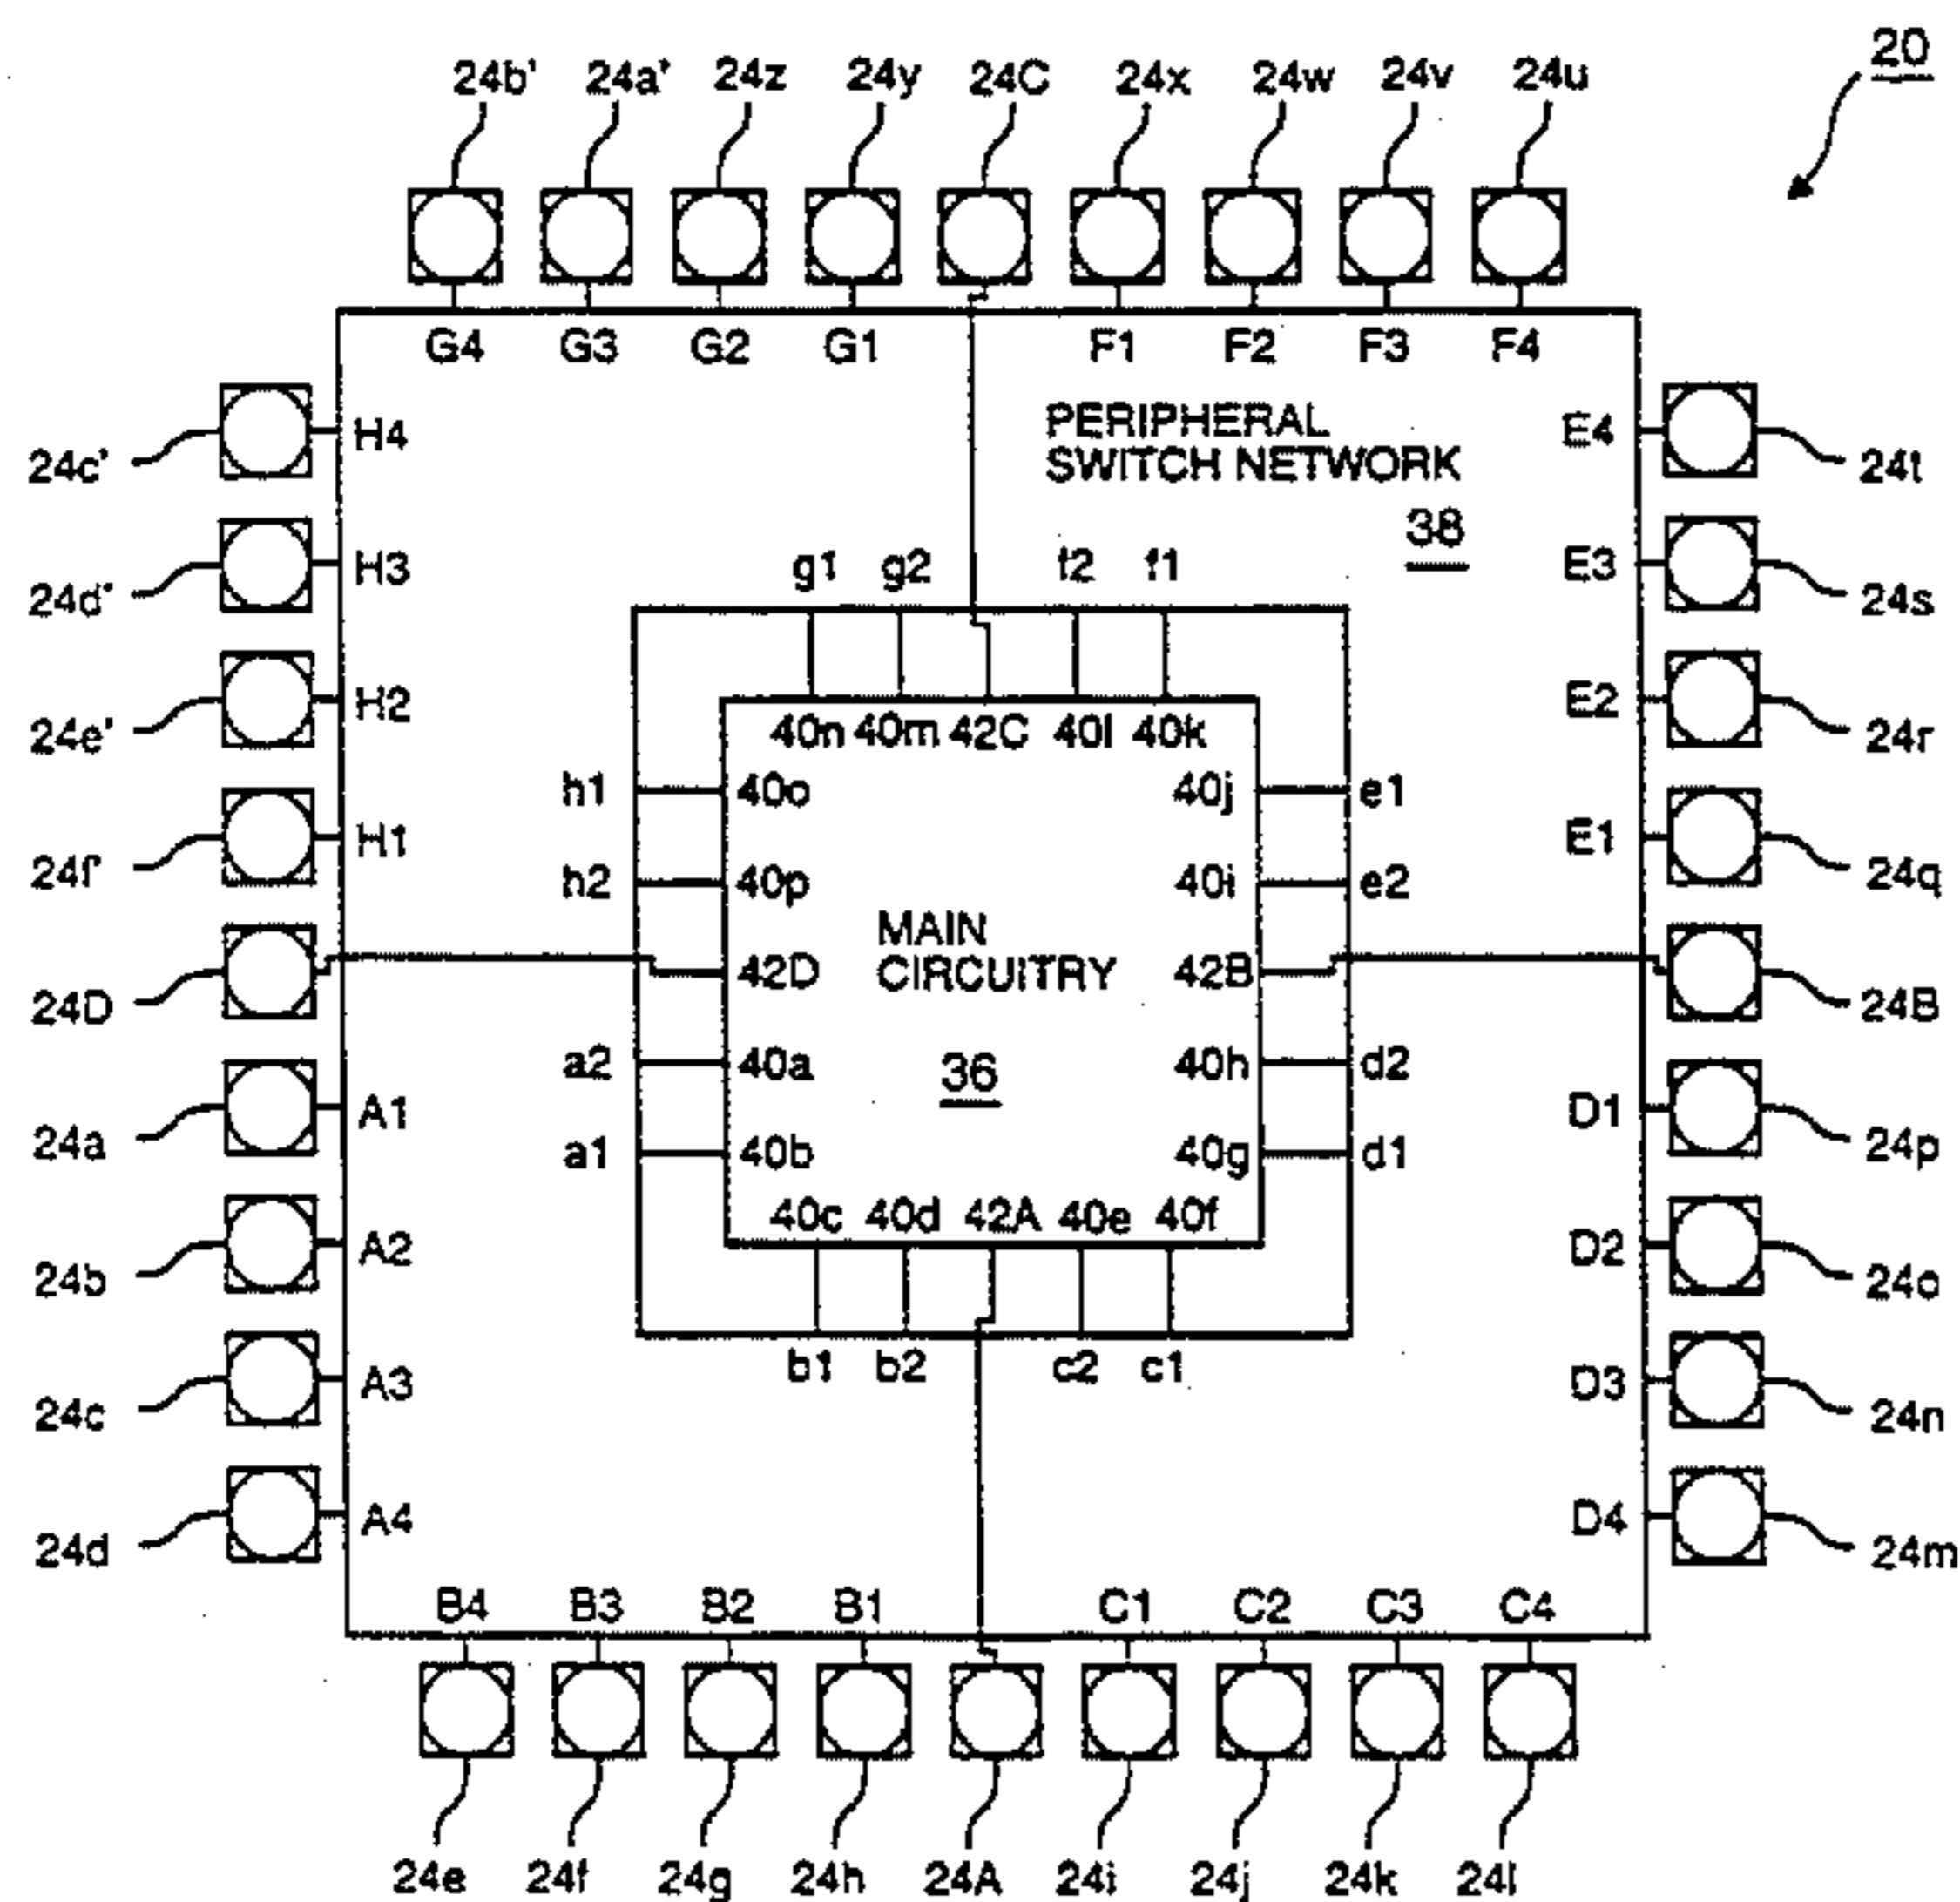 20
24b' 24a' 24z 24y 24C 24x 24w 24v 24u
G4 G3 G2 G1 F1 F2 F3 F4
PERIPHERAL
SWITCH NETWORK
38
24c' H4 E4 24t
24d' H3 E3 24s
24e' H2 E2 24r
24f' H1 E1 24q
24D 24B
24a A1 D1 24p
24b A2 D2 24o
24c A3 D3 24n
24d A4 D4 24m
g1 g2 f2 f1
40n 40m 42C 40l 40k
h1 40o 40j e1
h2 40p 40i e2
MAIN
CIRCUITRY
42D 42B
36
a2 40a 40h d2
a1 40b 40g d1
40c 40d 42A 40e 40f
b1 b2 c2 c1
B4 B3 B2 B1 C1 C2 C3 C4
24e 24f 24g 24h 24A 24i 24j 24k 24l